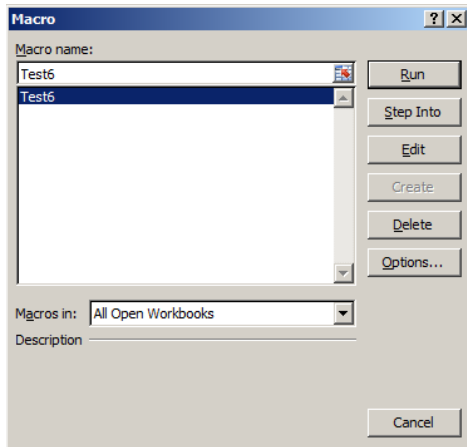 Macro
Macro name:
Test6
Run
Test6
Step Into
Edit
Create
Delete
Options...
Macros in: All Open Workbooks
Description
Cancel